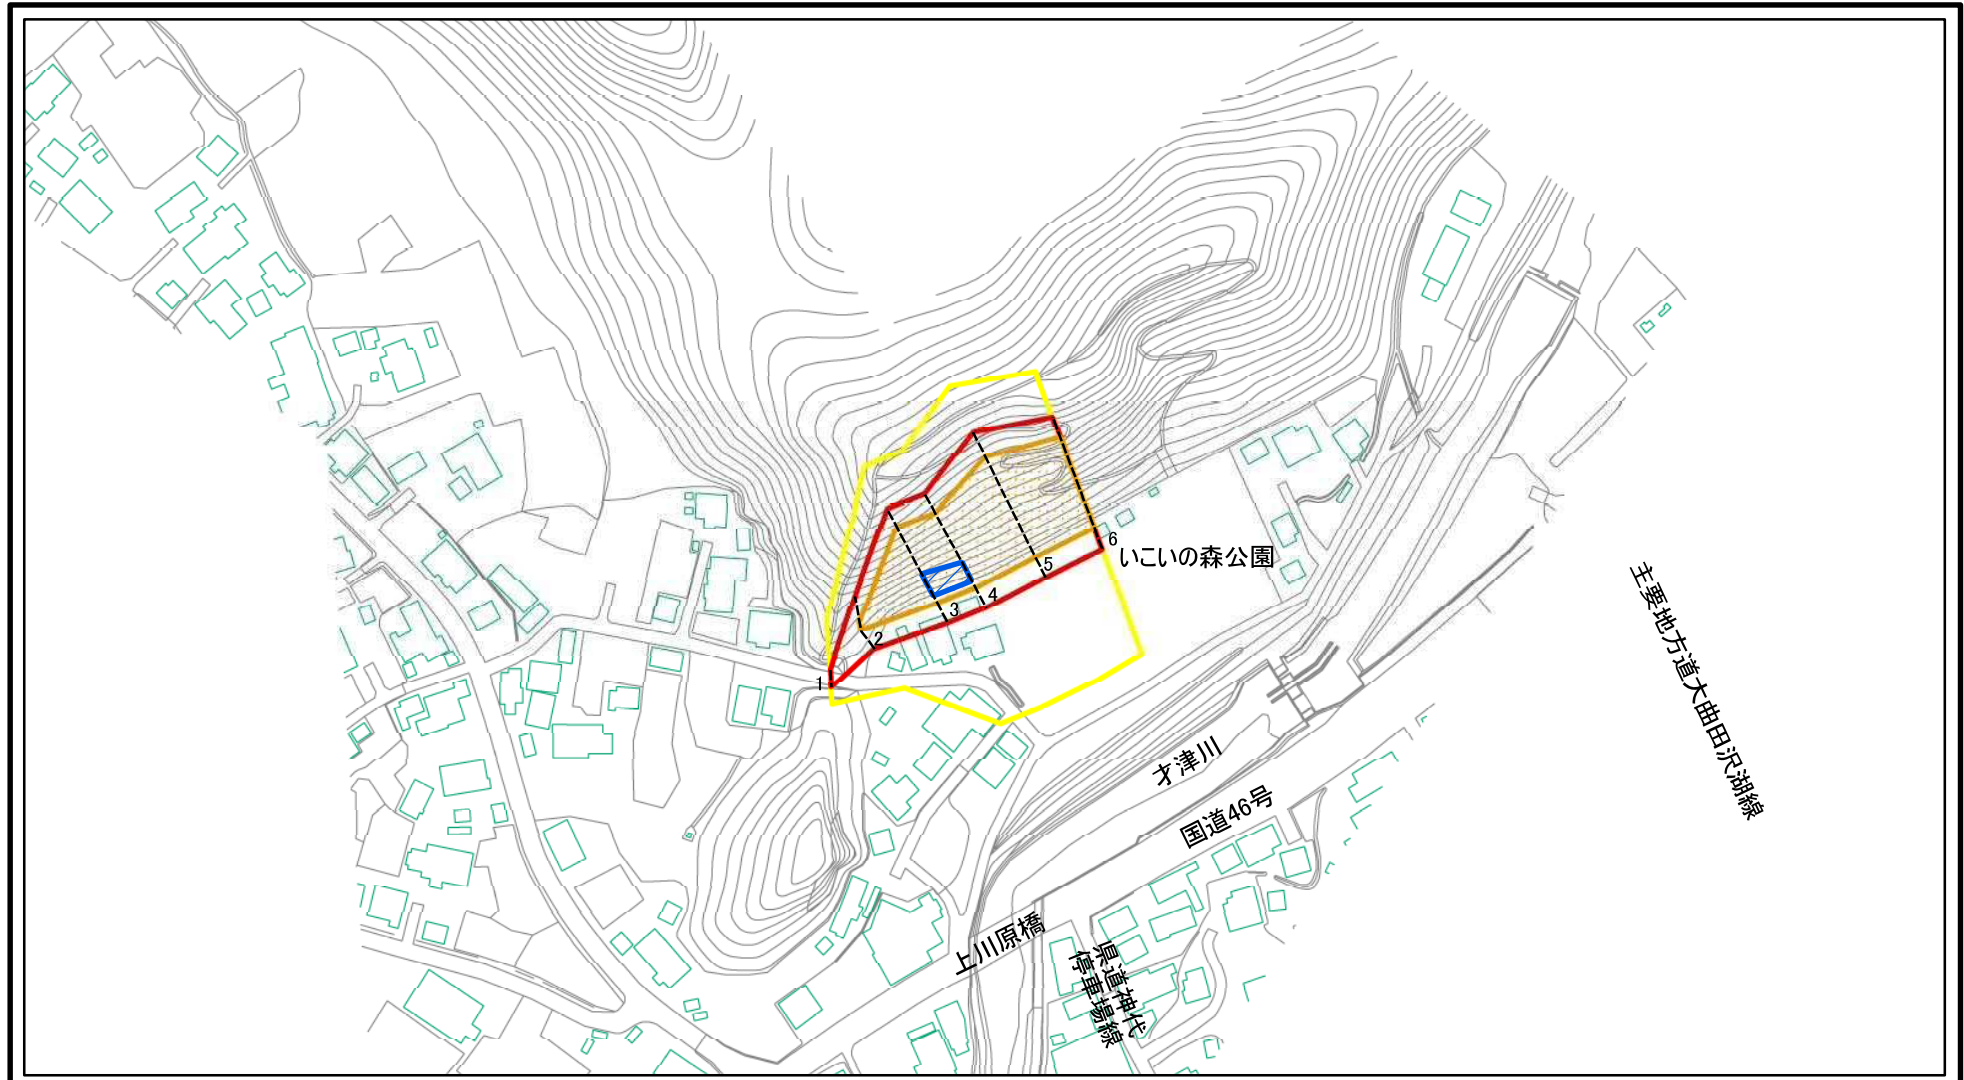 6
いこいの森公園
5
4
3
2
1
主要地方道大曲田沢湖線
才津川
国道46号
上川原橋
県道神代
停車場線